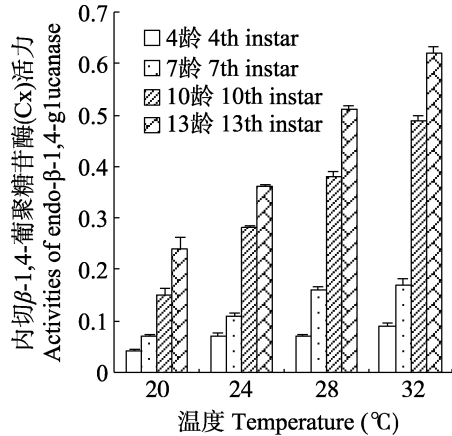 内切β-1,4-葡聚糖苷酶(Cx)活力
Activities of endo-β-1,4-glucanase
0.7
0.6
0.5
0.4
0.3
0.2
0.1
0
4龄 4th instar
7龄 7th instar
10龄 10th instar
13龄 13th instar
20 24 28 32
温度 Temperature (℃)